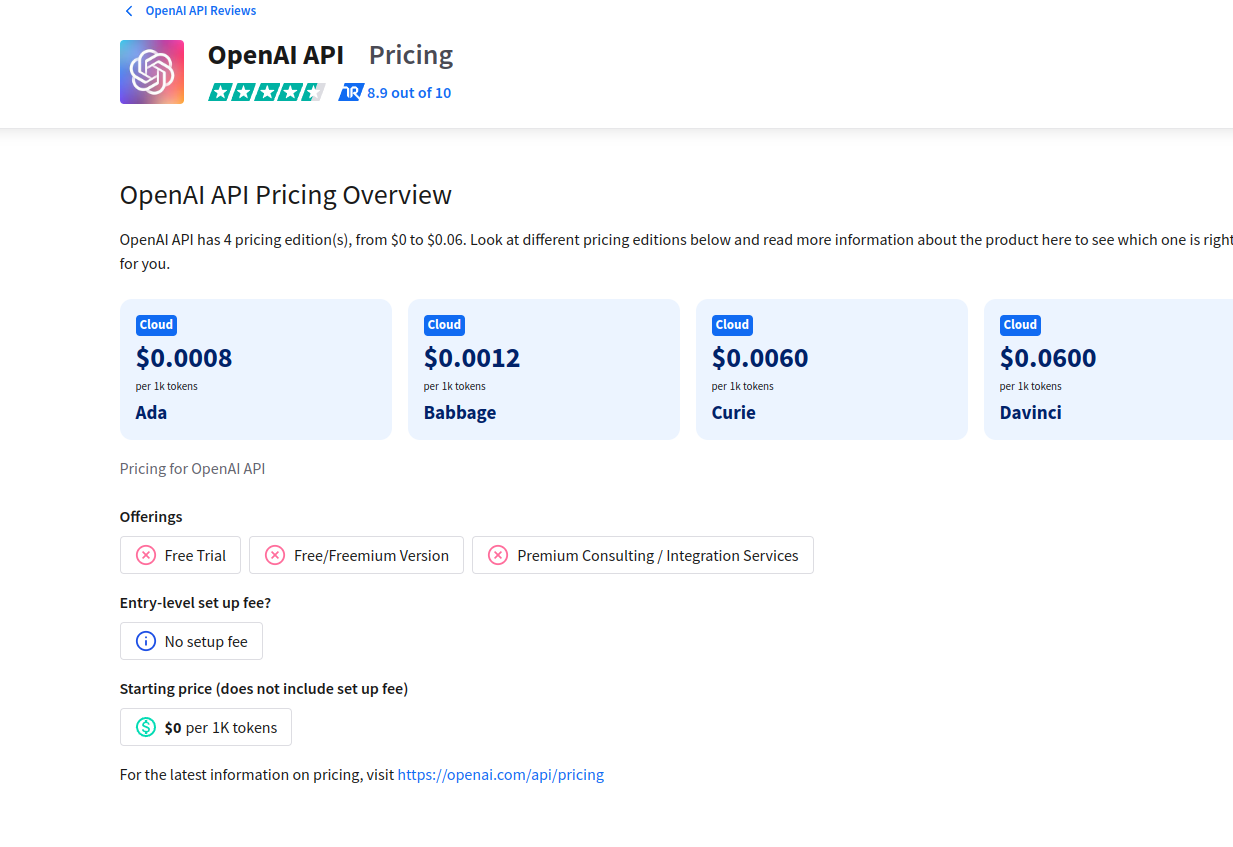 OpenAI API Reviews
OpenAI API Pricing
8.9 out of 10
OpenAI API Pricing Overview
OpenAI API has 4 pricing edition(s), from $0 to $0.06. Look at different pricing editions below and read more information about the product here to see which one is right
for you.
Cloud Cloud Cloud Cloud
$0.0008 $0.0012 $0.0060 $0.0600
per 1k tokens per 1k tokens per 1k tokens per 1k tokens
Ada Babbage Curie Davinci
Pricing for OpenAI API
Offerings
Free Trial Free/Freemium Version Premium Consulting / Integration Services
Entry-level set up fee?
No setup fee
Starting price (does not include set up fee)
$0 per 1K tokens
For the latest information on pricing, visit https://openai.com/api/pricing